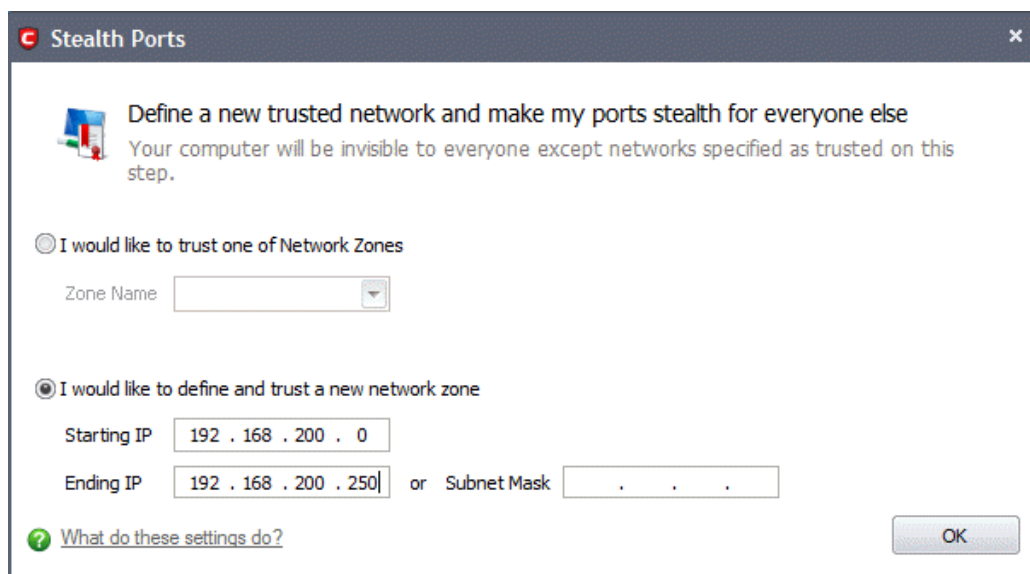 Stealth Ports
Define a new trusted network and make my ports stealth for everyone else
Your computer will be invisible to everyone except networks specified as trusted on this
step.
I would like to trust one of Network Zones
Zone Name
I would like to define and trust a new network zone
Starting IP 192 . 168 . 200 . 0
Ending IP 192 . 168 . 200 . 250 or Subnet Mask . . .
What do these settings do? OK